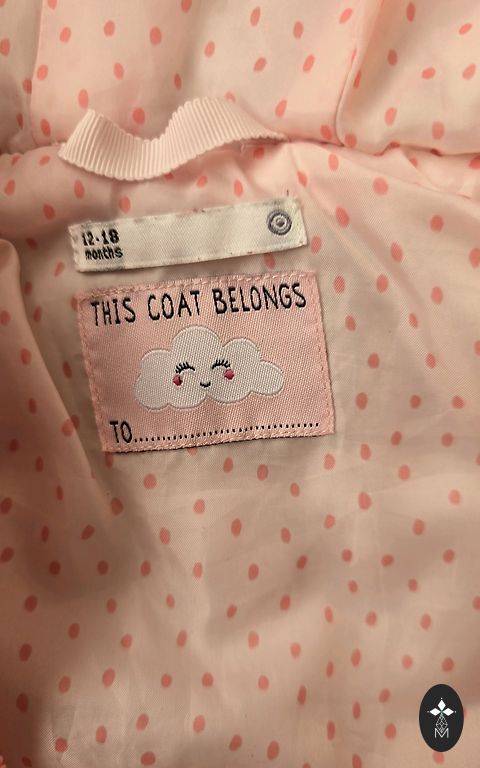 12-18
months
THIS COAT BELONGS
TO...................................
M